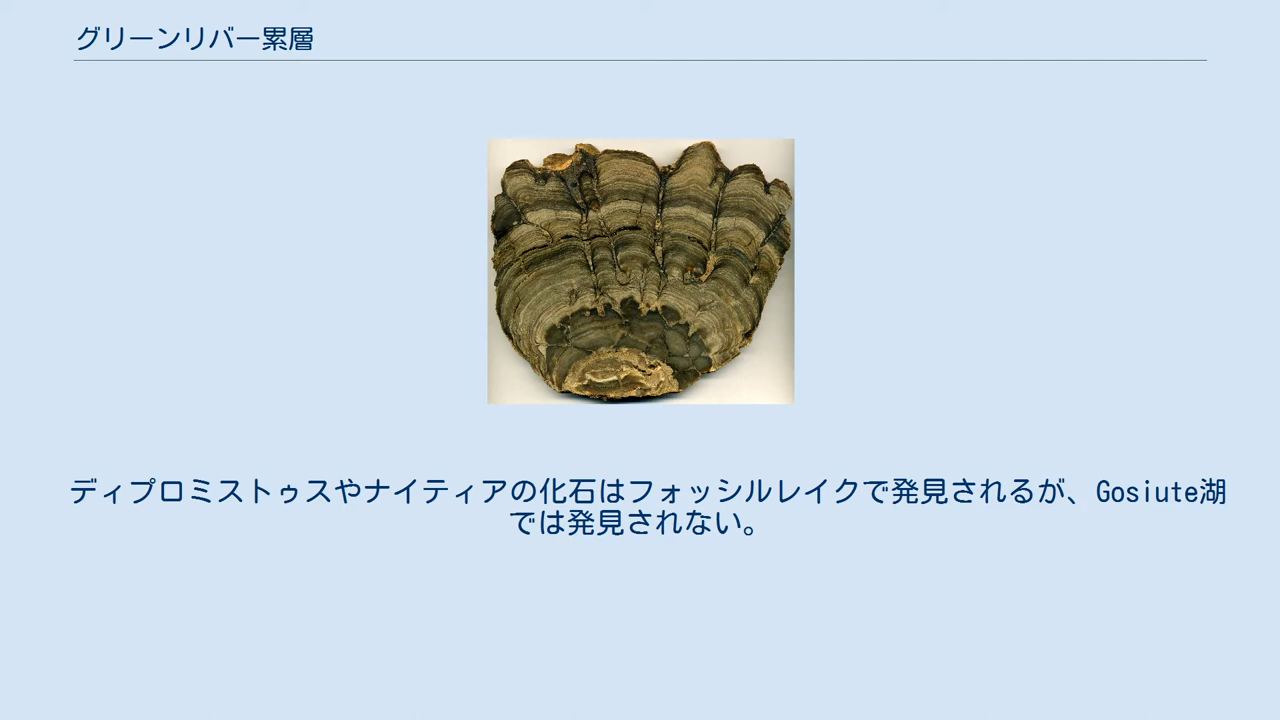 グリーンリバー累層
ディプロミストゥスやナイティアの化石はフォッシルレイクで発見されるが、Gosiute湖
では発見されない。